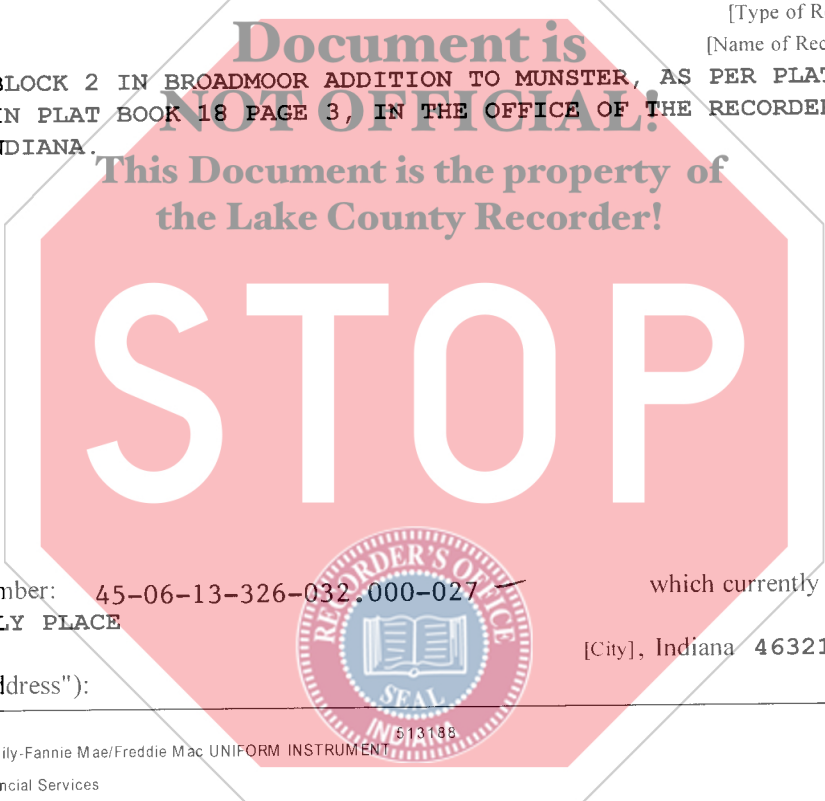 [Type of R
[Name of Rec
Document is
BLOCK 2 IN BROADMOOR ADDITION TO MUNSTER, AS PER PLAT
IN PLAT BOOK 18 PAGE 3, IN THE OFFICE OF THE RECORDER
NOT OFFICIAL!
NDIANA.
This Document is the property of
the Lake County Recorder!
STOP
mber: 45-06-13-326-032.000-027 which currently
LY PLACE
[City], Indiana 46321
ddress"):
RECORDER'S OFFICE
SEAL
INDIANA
513188
ily-Fannie Mae/Freddie Mac UNIFORM INSTRUMENT
ncial Services